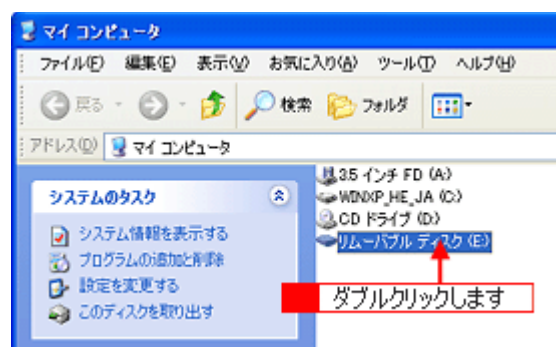 マイ コンピュータ
ファイル(F) 編集(E) 表示(V) お気に入り(A) ツール(T) ヘルプ(H)
戻る 検索 フォルダ
アドレス(D) マイ コンピュータ
システムのタスク
システム情報を表示する
プログラムの追加と削除
設定を変更する
このディスクを取り出す
3.5 インチ FD (A:)
WINXP_HE_JA (C:)
CD ドライブ (D:)
リムーバブル ディスク (E:)
ダブルクリックします